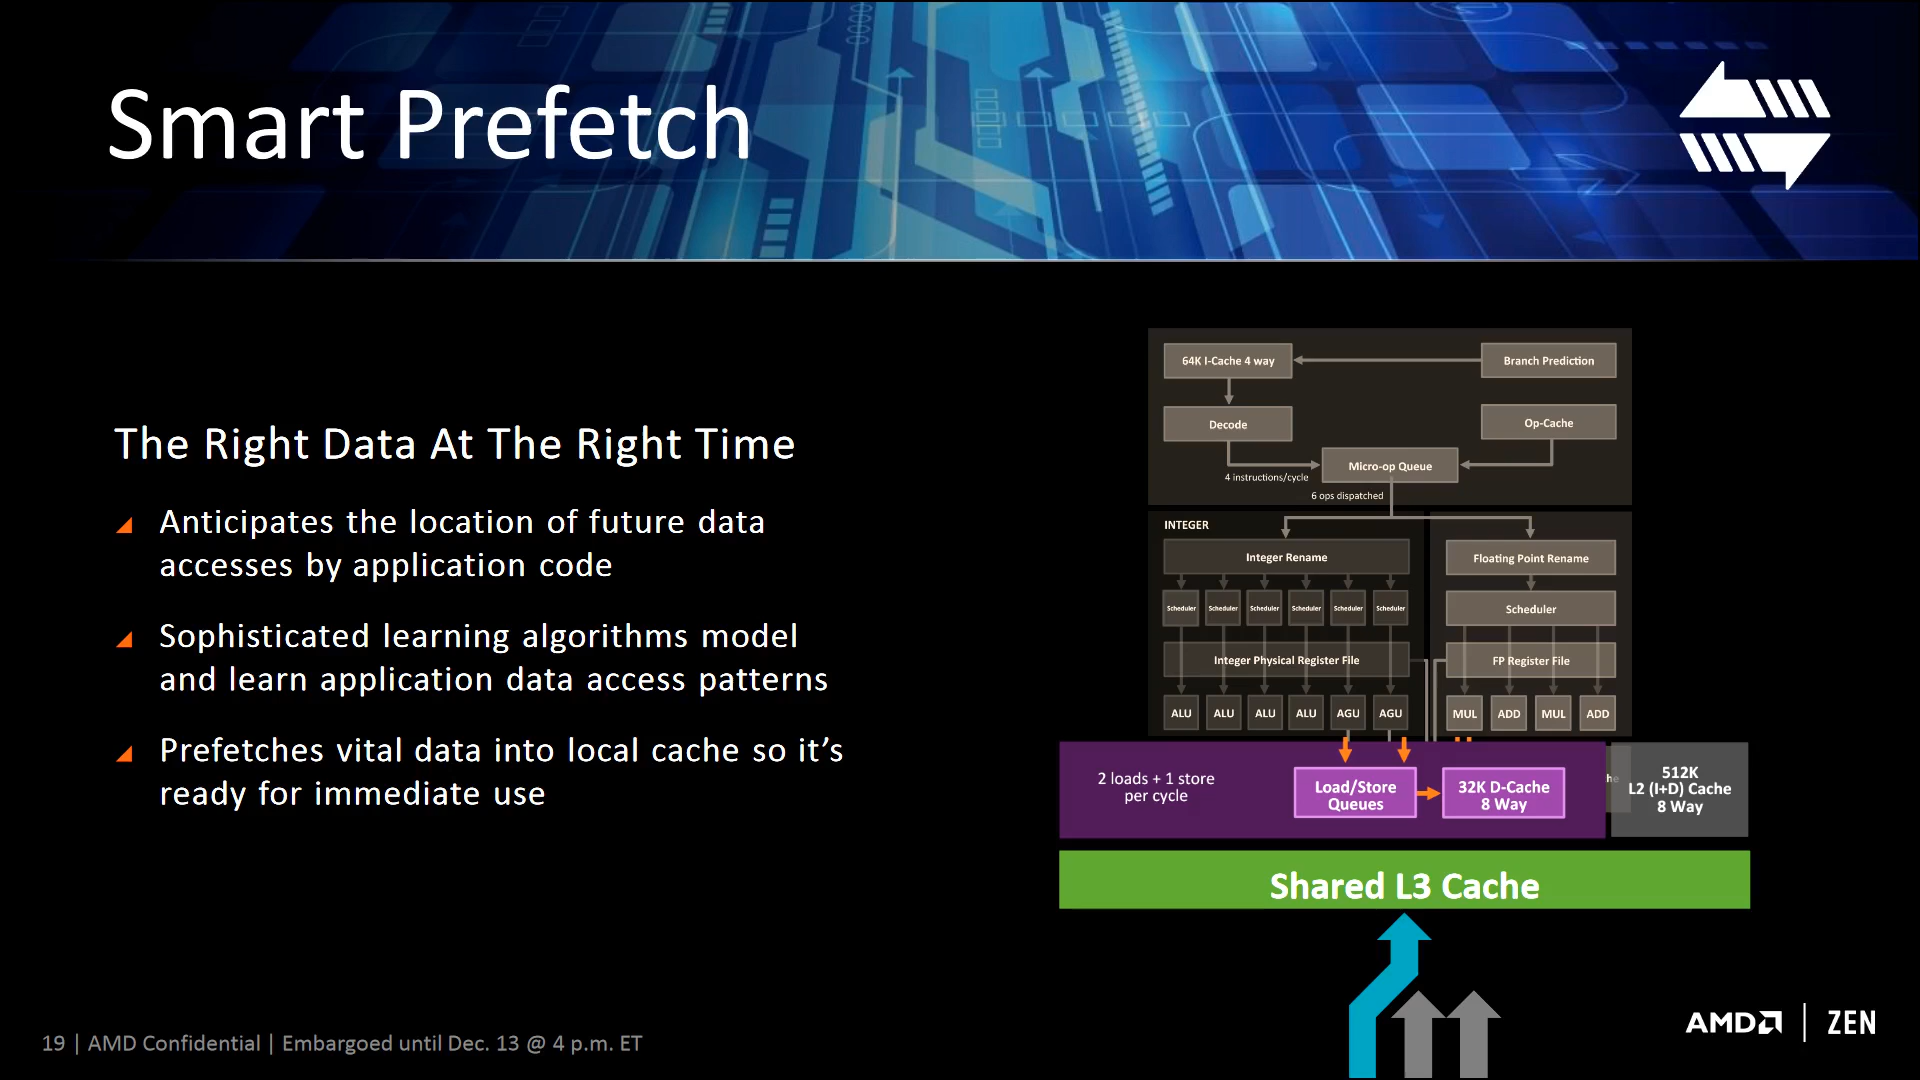 Smart Prefetch
The Right Data At The Right Time
Anticipates the location of future data
accesses by application code
Sophisticated learning algorithms model
and learn application data access patterns
Prefetches vital data into local cache so it's
ready for immediate use
64K I-Cache 4 way
Branch Prediction
Decode
Op-Cache
Micro-op Queue
4 instructions/cycle
6 ops dispatched
INTEGER
Integer Rename
Floating Point Rename
Scheduler Scheduler Scheduler Scheduler Scheduler Scheduler
Scheduler
Integer Physical Register File
FP Register File
ALU ALU ALU ALU AGU AGU
MUL ADD MUL ADD
2 loads + 1 store
per cycle
Load/Store
Queues
32K D-Cache
8 Way
512K
L2 (I+D) Cache
8 Way
Shared L3 Cache
19 | AMD Confidential | Embargoed until Dec. 13 @ 4 p.m. ET
AMD | ZEN